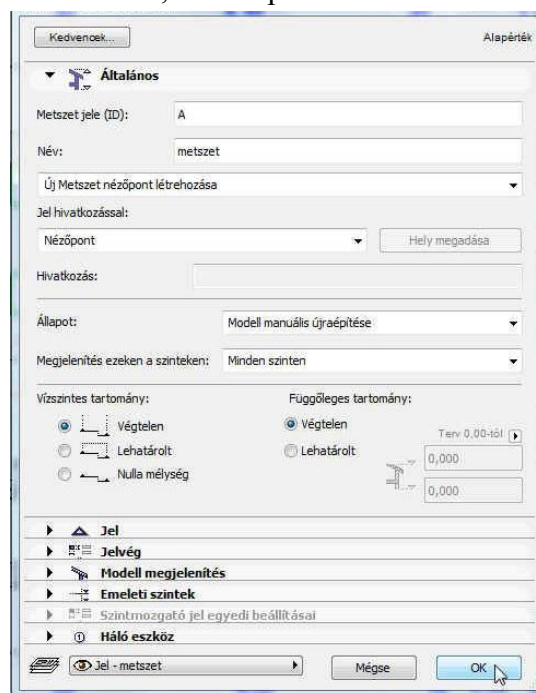 Kedvencek...
Alapérték
Általános
Metszet jele (ID): A
Név: metszet
Új Metszet nézőpont létrehozása
Jel hivatkozással:
Nézőpont Hely megadása
Hivatkozás:
Állapot: Modell manuális újraépítése
Megjelenítés ezeken a szinteken: Minden szinten
Vízszintes tartomány: Függőleges tartomány:
Végtelen Végtelen
Terv 0,00-tól
Lehatárolt Lehatárolt 0,000
Nulla mélység
0,000
Jel
Jelvég
Modell megjelenítés
Emeleti szintek
Szintmozgató jel egyedi beállításai
Háló eszköz
Jel - metszet Mégse OK